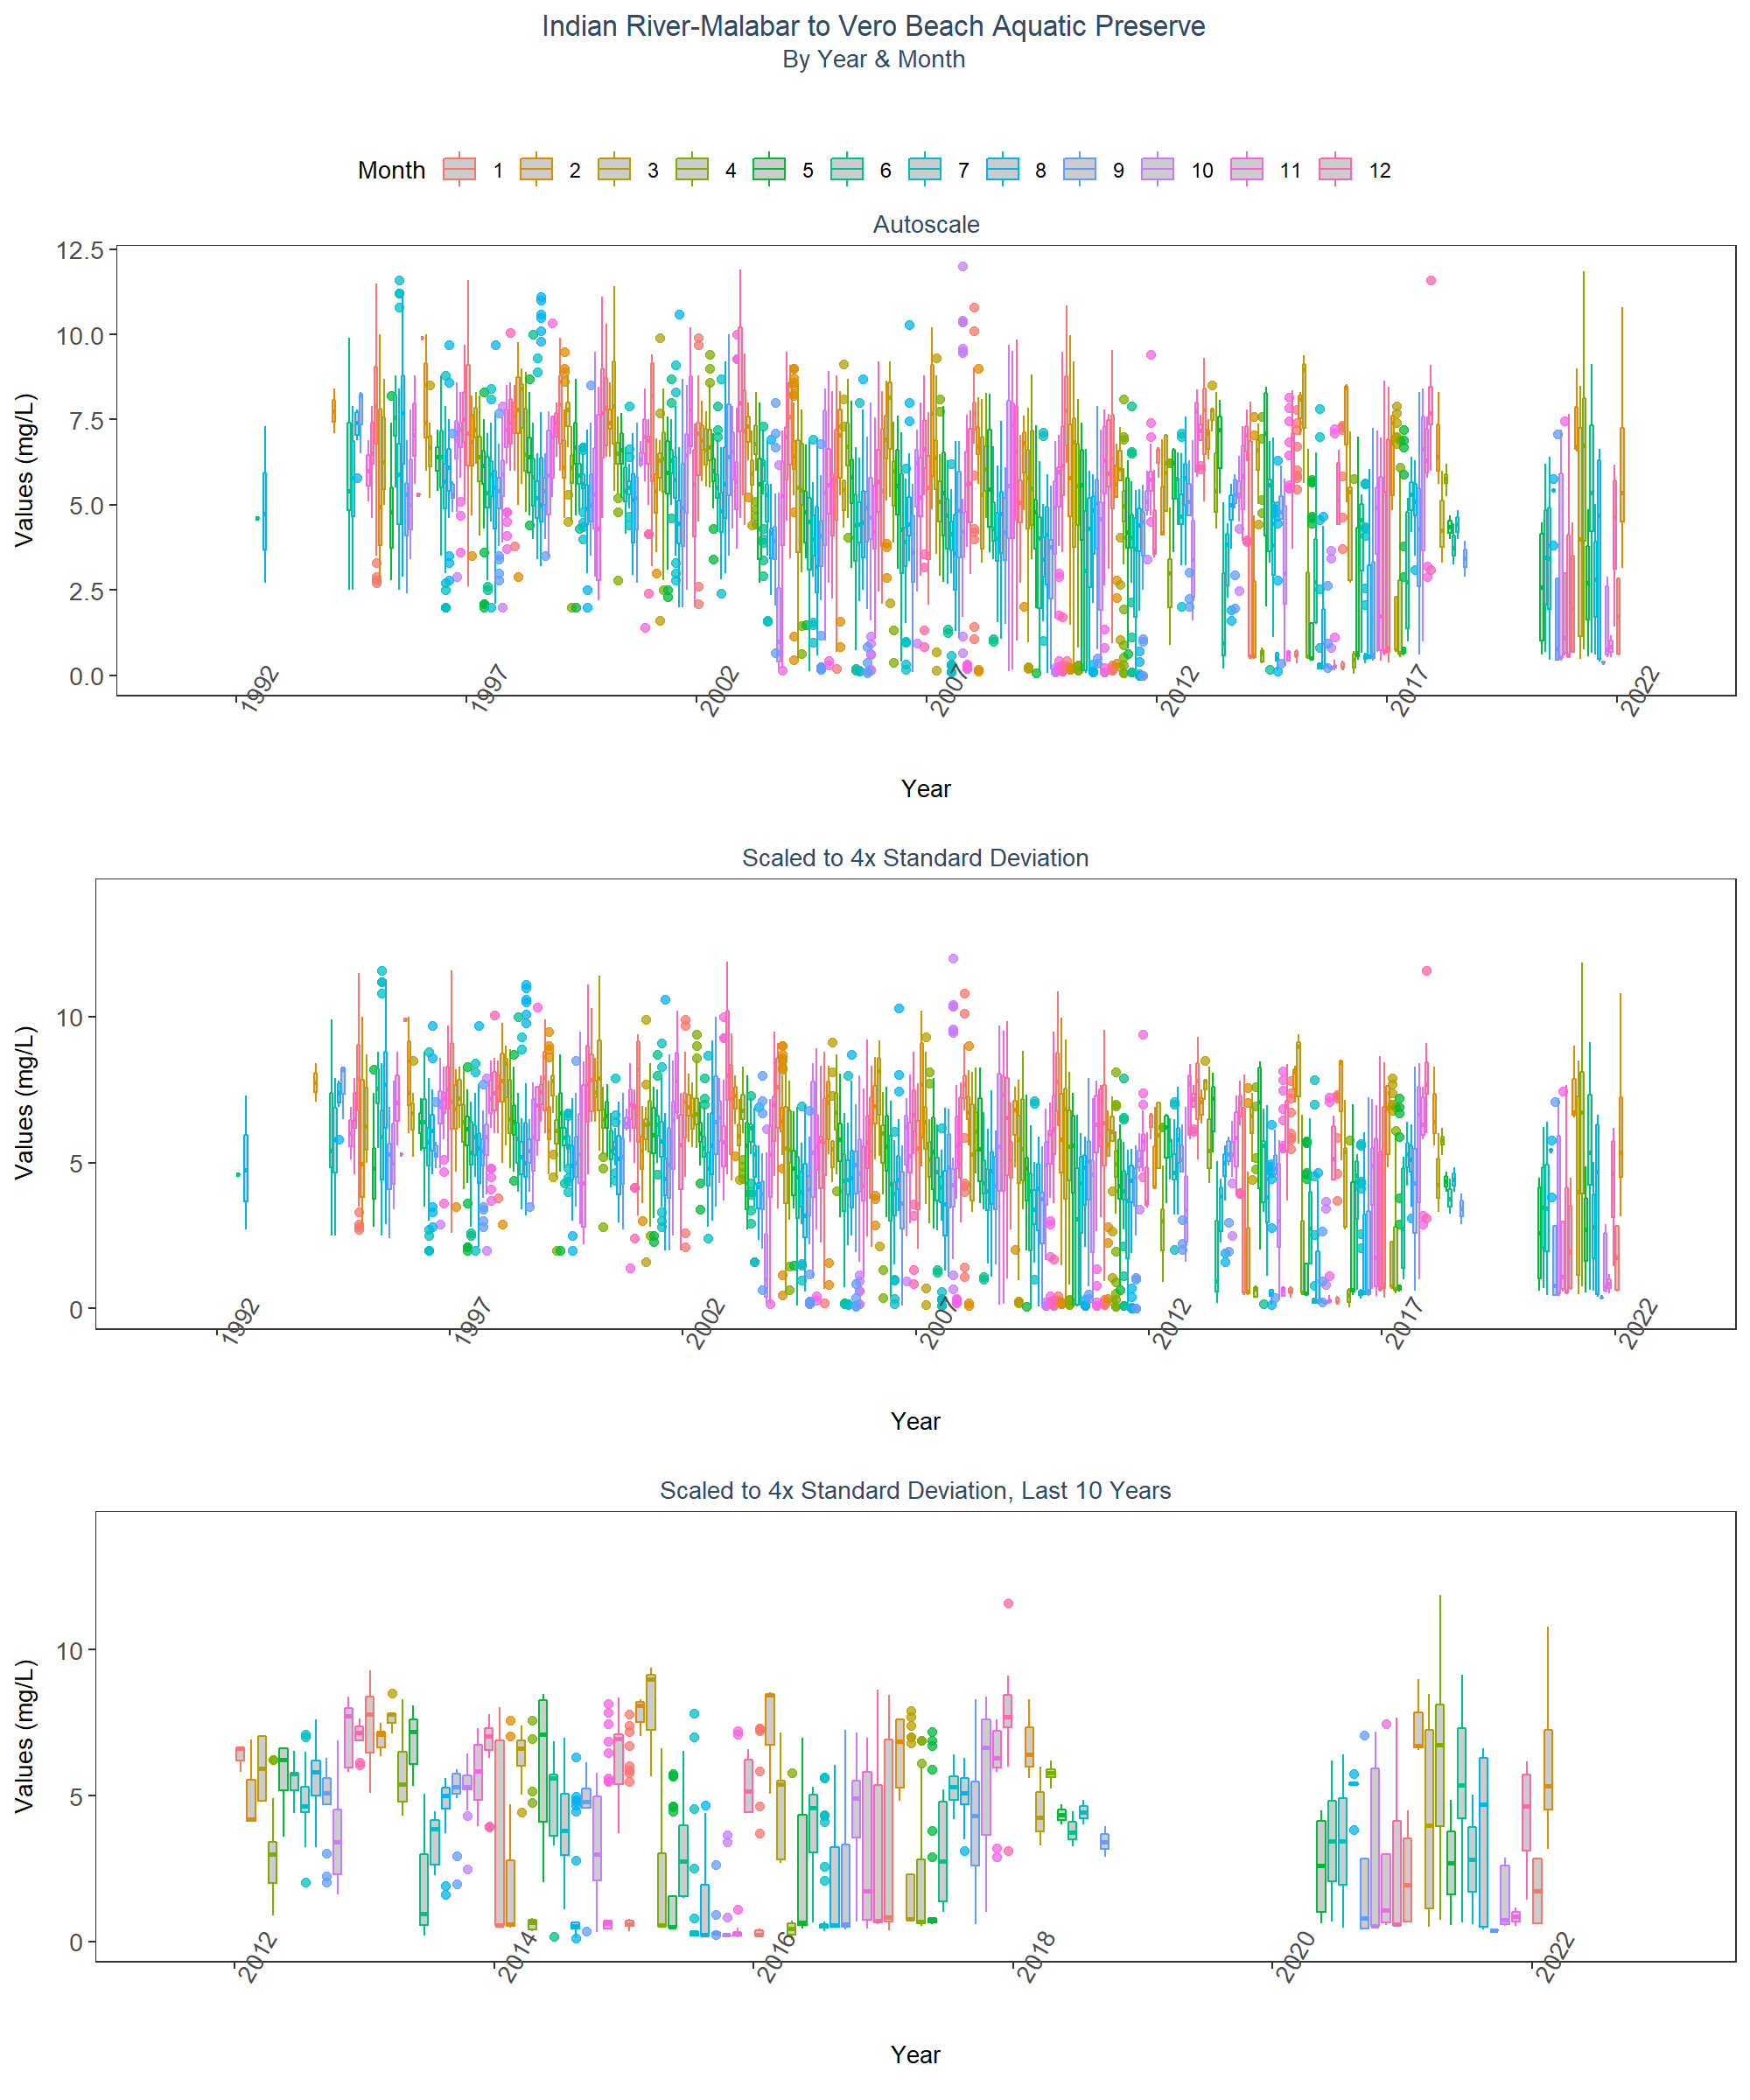 Indian River-Malabar to Vero Beach Aquatic Preserve
By Year & Month
Month 1 2 3 4 5 6 7 8 9 10 11 12
Autoscale
Values (mg/L)
12.5
10.0
7.5
5.0
2.5
0.0
1992 1997 2002 2007 2012 2017 2022
Year
Scaled to 4x Standard Deviation
Values (mg/L)
10
5
0
1992 1997 2002 2007 2012 2017 2022
Year
Scaled to 4x Standard Deviation, Last 10 Years
Values (mg/L)
10
5
0
2012 2014 2016 2018 2020 2022
Year